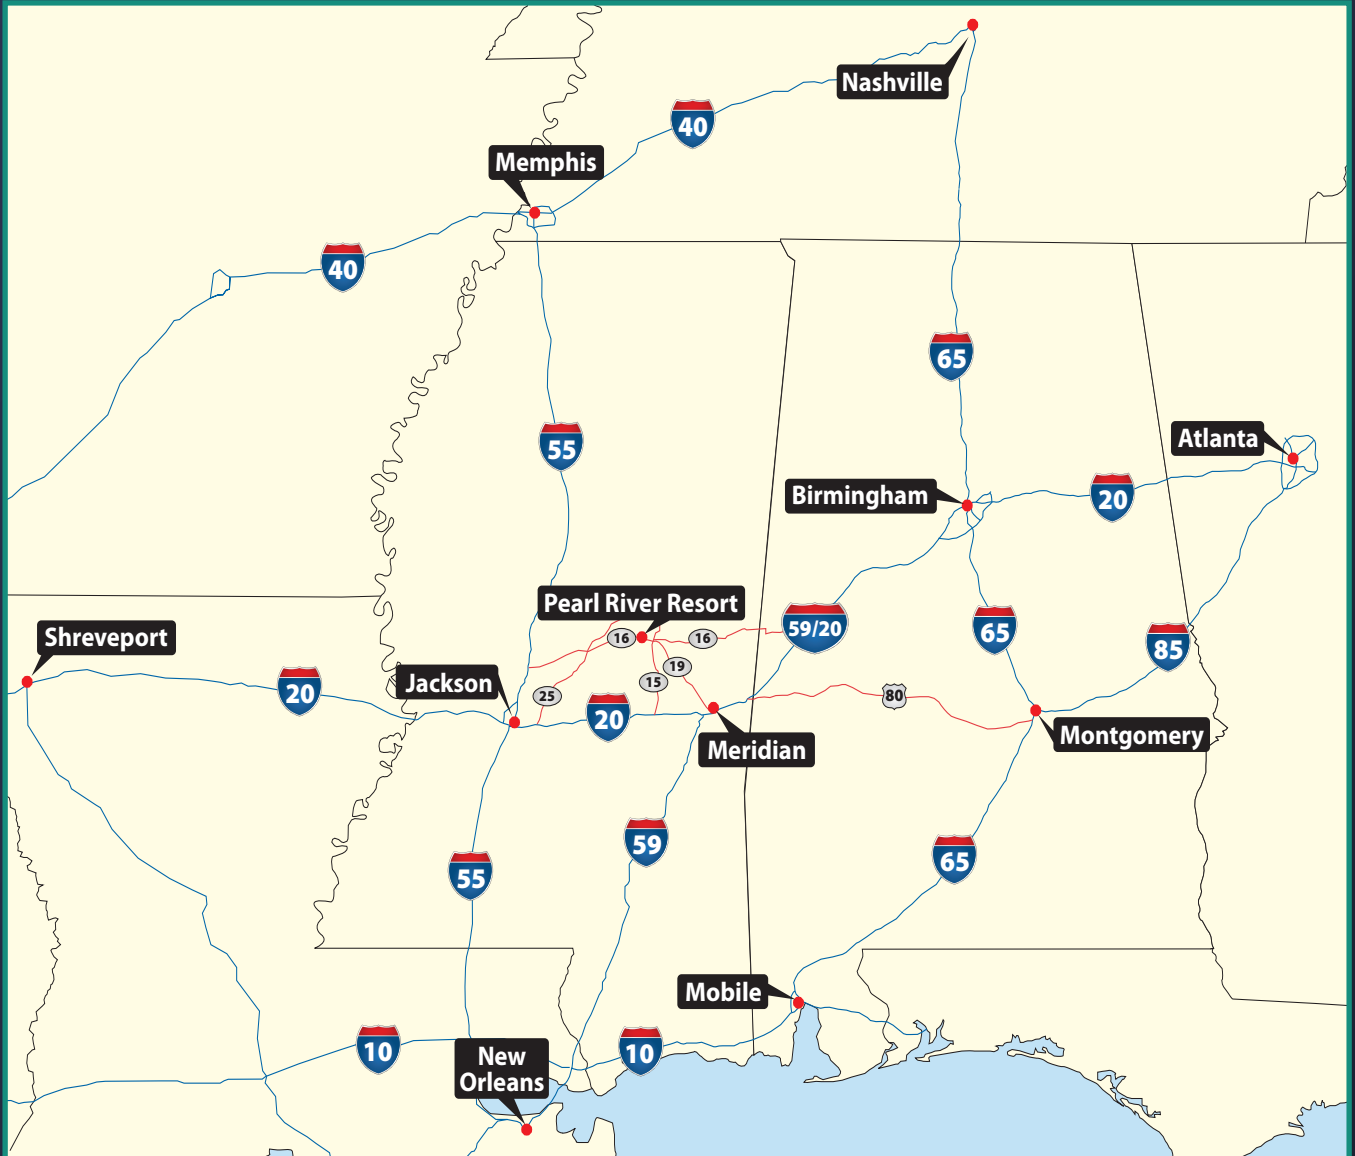 Nashville
40
Memphis
40
65
55
Atlanta
Birmingham
20
Pearl River Resort
59/20
16
16
65
Shreveport
85
19
15
Jackson
25
20
80
20
Montgomery
Meridian
59
65
55
Mobile
10
10
New
Orleans